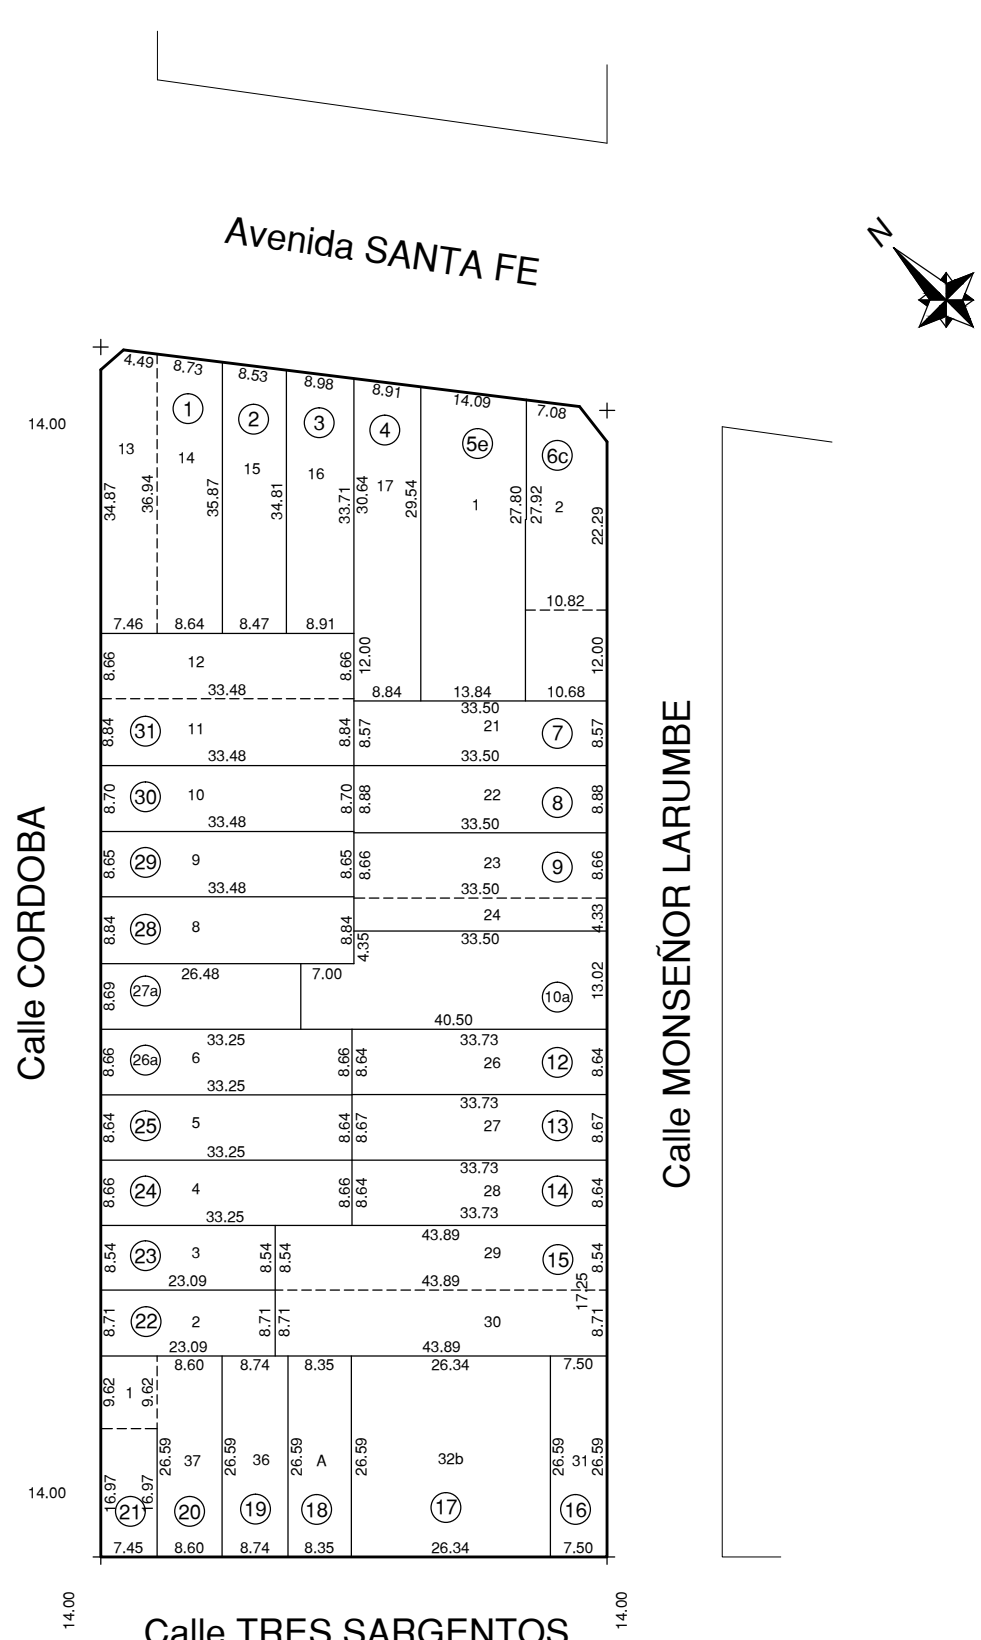 Avenida SANTA FE
N
14.00
4.49 8.73 8.53 8.98 8.91 14.09 7.08
1 2 3 4 5e 6c
13 14 15 16 17 1 2
34.87 36.94 35.87 34.81 33.71 30.64 29.54 27.80 27.92 22.29
10.82
7.46 8.64 8.47 8.91
12.00 12.00
8.66 12 8.66
33.48
8.84 13.84 10.68
33.50
8.84 31 11 8.84 8.57 21 7 8.57
33.48 33.50
8.70 30 10 8.70 8.88 22 8 8.88
33.48 33.50
8.65 29 9 8.65 8.66 23 9 8.66
33.48 33.50
8.84 28 8 8.84 24 4.33
4.35 33.50
26.48 7.00
8.69 27a 10a 13.02
40.50
33.25 33.73
8.66 26a 6 8.66 8.64 26 12 8.64
33.25 33.73
8.64 25 5 8.64 8.67 27 13 8.67
33.25 33.73
8.66 24 4 8.66 8.64 28 14 8.64
33.25 33.73
43.89
8.54 23 3 8.54 8.54 29 15 8.54
23.09 43.89 17.25
8.71 22 2 8.71 8.71 30 8.71
23.09 43.89
8.60 8.74 8.35 26.34 7.50
9.62 1 9.62
26.59 37 26.59 36 26.59 A 26.59 32b 26.59 31 26.59
16.97 16.97
21 20 19 18 17 16
7.45 8.60 8.74 8.35 26.34 7.50
14.00
14.00 14.00
Calle CORDOBA
Calle MONSEÑOR LARUMBE
Calle TRES SARGENTOS